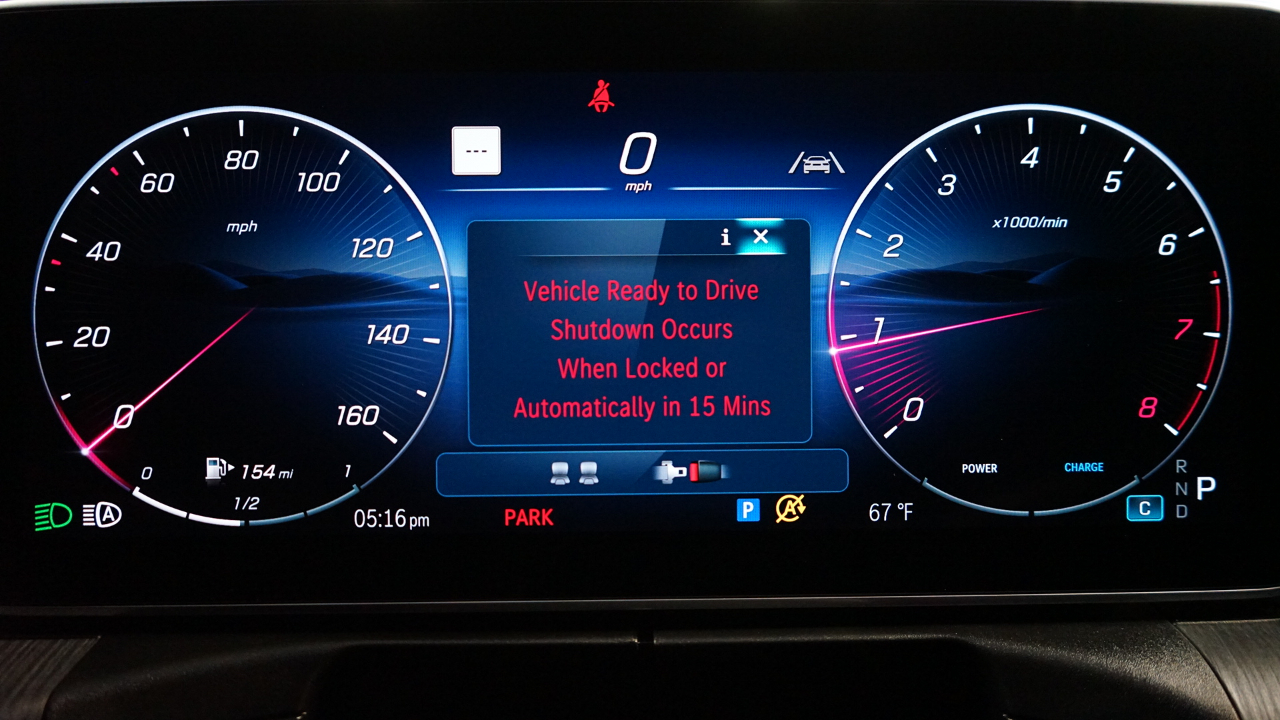 ---
0
mph
20
40
60
80
100
120
140
160
0
mph
0
1/2
1
154 mi
i X
Vehicle Ready to Drive
Shutdown Occurs
When Locked or
Automatically in 15 Mins
0
1
2
3
4
5
6
7
8
x1000/min
POWER
CHARGE
A
05:16pm
PARK
P
A
67 °F
C
R
N
D
P